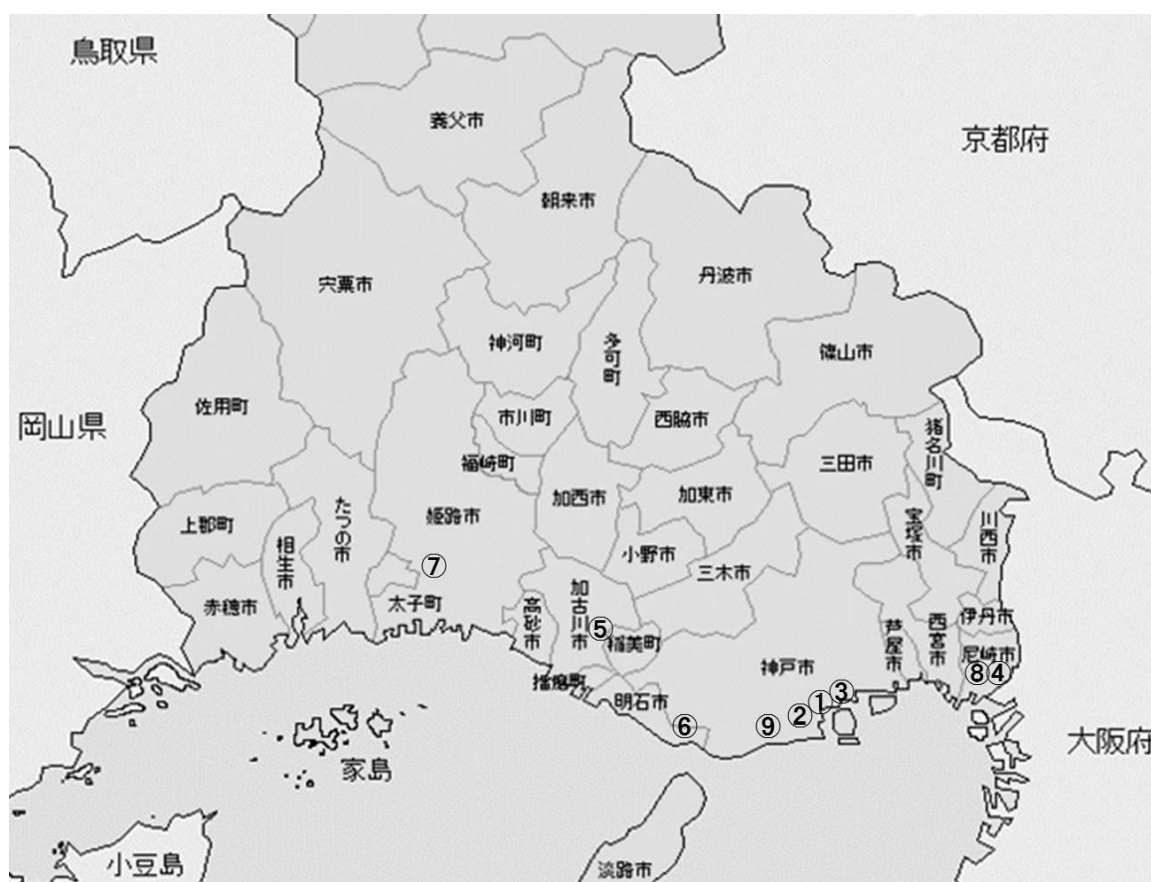 鳥取県
養父市
京都府
朝来市
宍粟市
丹波市
神河町
多可町
篠山市
佐用町
岡山県
市川町
西脇市
猪名川町
福崎町
三田市
加西市
加東市
たつの市
姫路市
上郡町
宝塚市
川西市
相生市
小野市
三木市
⑦
加古川市
赤穂市
太子町
高砂市
伊丹市
⑤
稲美町
芦屋市
西宮市
尼崎市
神戸市
⑧
④
播磨町
明石市
③
①
②
⑥
⑨
大阪府
家島
小豆島
淡路市